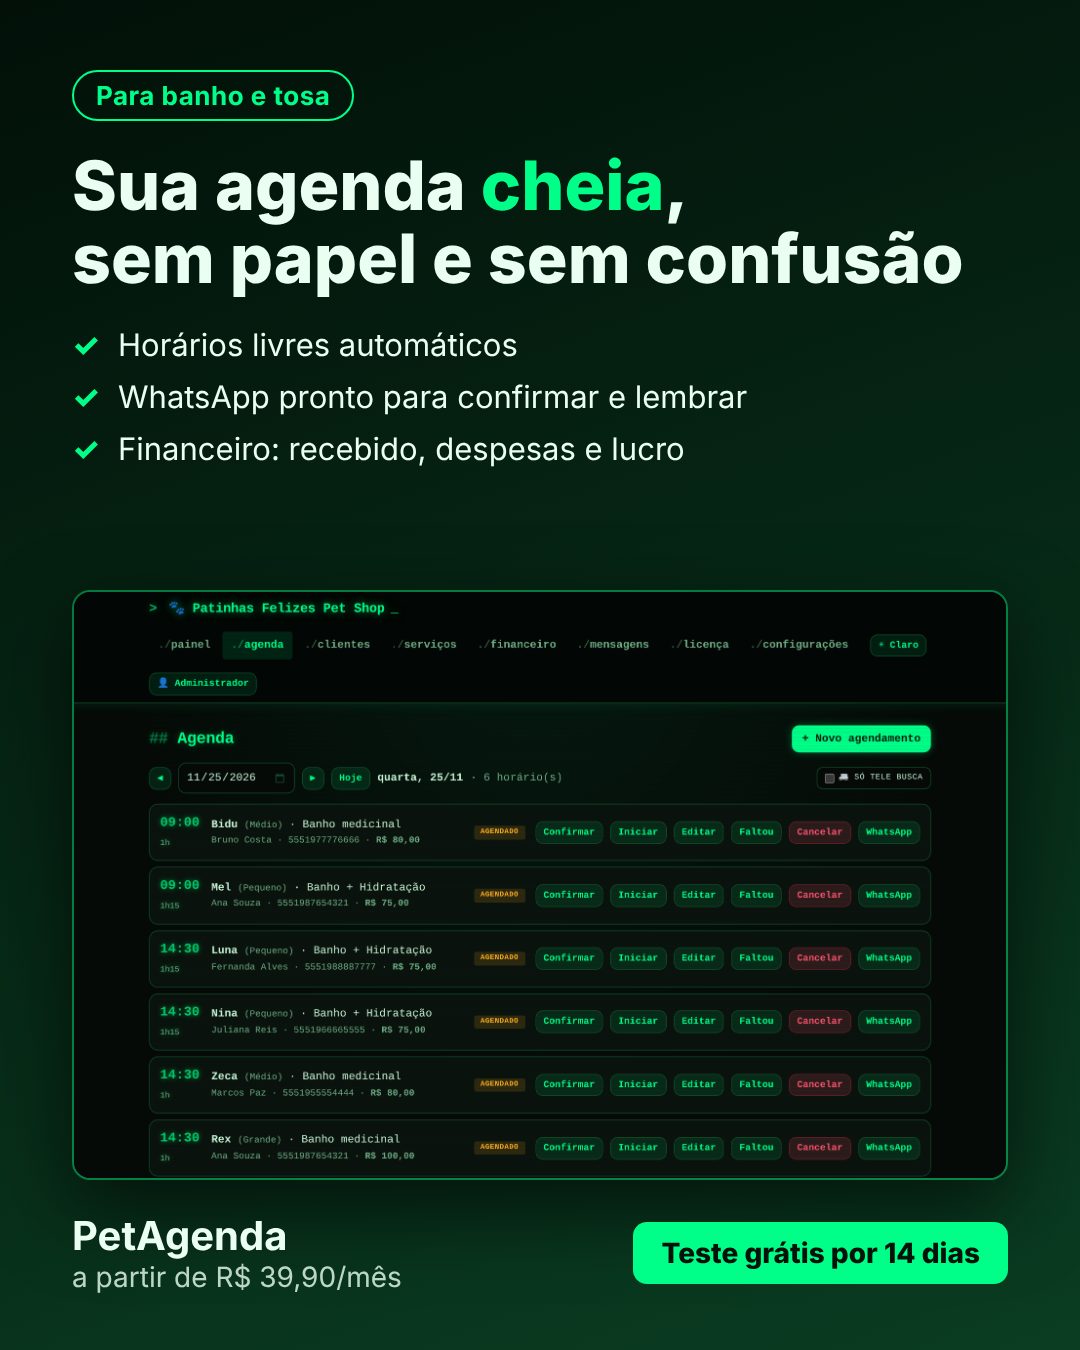 Para banho e tosa
Sua agenda cheia,
sem papel e sem confusão
✓ Horários livres automáticos
✓ WhatsApp pronto para confirmar e lembrar
✓ Financeiro: recebido, despesas e lucro
> 🐾 Patinhas Felizes Pet Shop _
./painel ./agenda ./clientes ./serviços ./financeiro ./mensagens ./licença ./configurações ☀ Claro
👤 Administrador
## Agenda + Novo agendamento
◄ 11/25/2026 ► Hoje quarta, 25/11 · 6 horário(s) SÓ TELE BUSCA
09:00 Bidu (Médio) · Banho medicinal AGENDADO Confirmar Iniciar Editar Faltou Cancelar WhatsApp
1h Bruno Costa · 5551977776666 · R$ 80,00
09:00 Mel (Pequeno) · Banho + Hidratação AGENDADO Confirmar Iniciar Editar Faltou Cancelar WhatsApp
1h15 Ana Souza · 5551987654321 · R$ 75,00
14:30 Luna (Pequeno) · Banho + Hidratação AGENDADO Confirmar Iniciar Editar Faltou Cancelar WhatsApp
1h15 Fernanda Alves · 5551988887777 · R$ 75,00
14:30 Nina (Pequeno) · Banho + Hidratação AGENDADO Confirmar Iniciar Editar Faltou Cancelar WhatsApp
1h15 Juliana Reis · 5551966665555 · R$ 75,00
14:30 Zeca (Médio) · Banho medicinal AGENDADO Confirmar Iniciar Editar Faltou Cancelar WhatsApp
1h Marcos Paz · 5551955554444 · R$ 80,00
14:30 Rex (Grande) · Banho medicinal AGENDADO Confirmar Iniciar Editar Faltou Cancelar WhatsApp
1h Ana Souza · 5551987654321 · R$ 100,00
PetAgenda
a partir de R$ 39,90/mês
Teste grátis por 14 dias